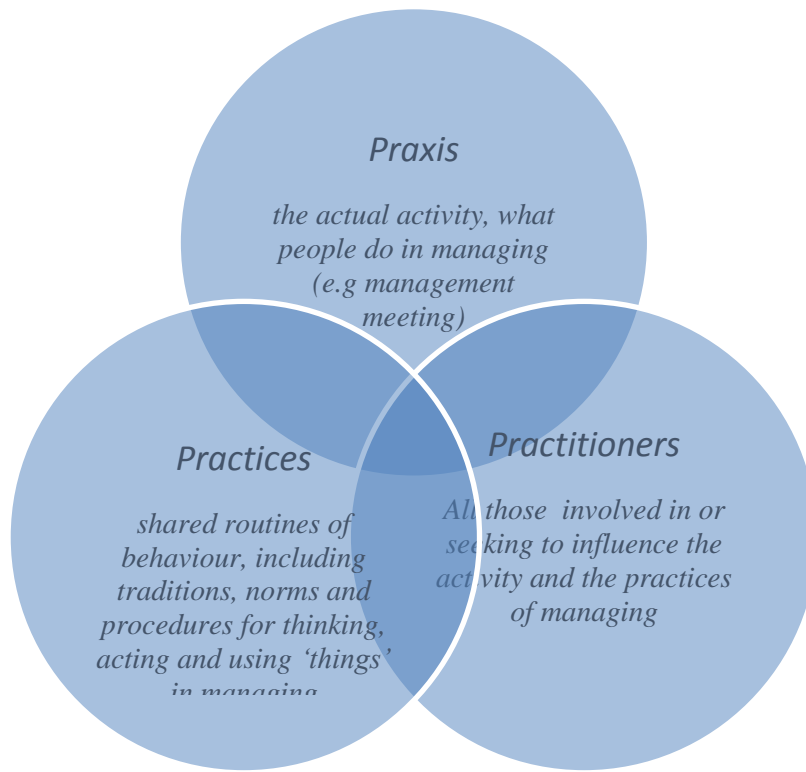 Praxis
the actual activity, what
people do in managing
(e.g management
meeting)
Practices
shared routines of
behaviour, including
traditions, norms and
procedures for thinking,
acting and using ‘things’
in managing
Practitioners
All those involved in or
seeking to influence the
activity and the practices
of managing